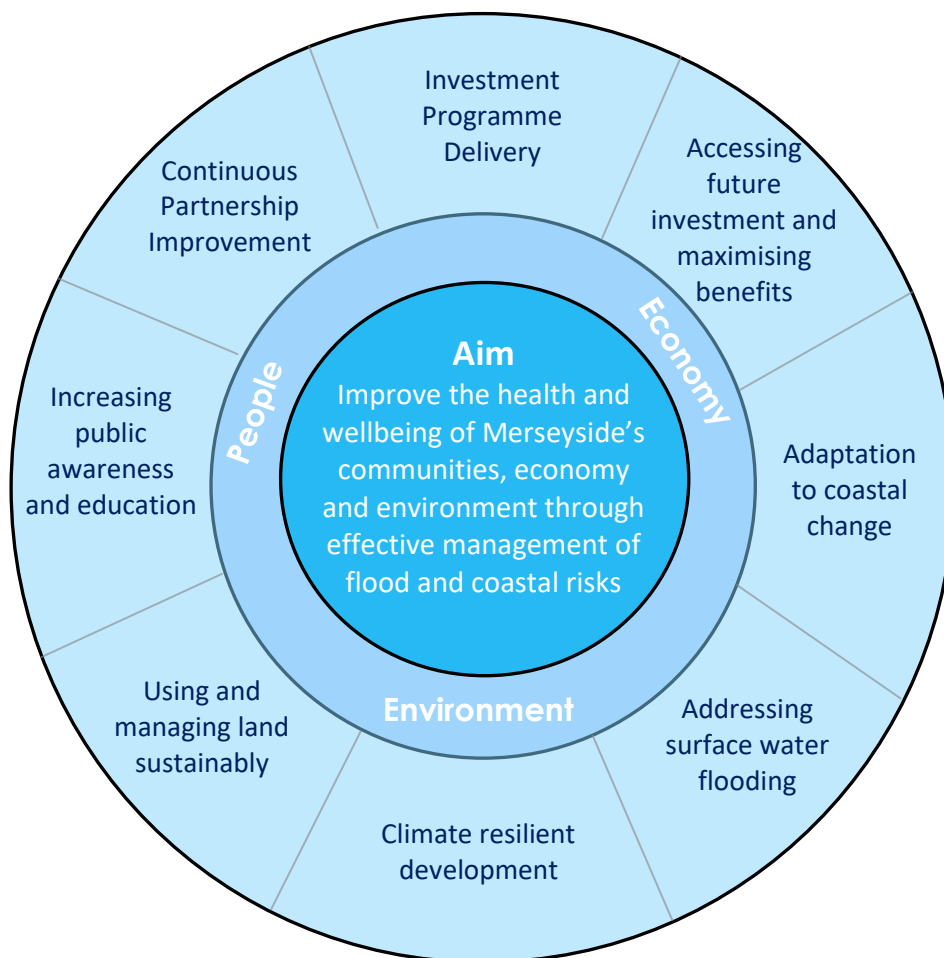 Investment
Programme
Delivery
Accessing
future
investment and
maximising
benefits
Adaptation
to coastal
change
Addressing
surface water
flooding
Climate resilient
development
Using and
managing land
sustainably
Increasing
public
awareness
and education
Continuous
Partnership
Improvement
People
Economy
Environment
Aim
Improve the health and
wellbeing of Merseyside’s
communities, economy
and environment through
effective management of
flood and coastal risks